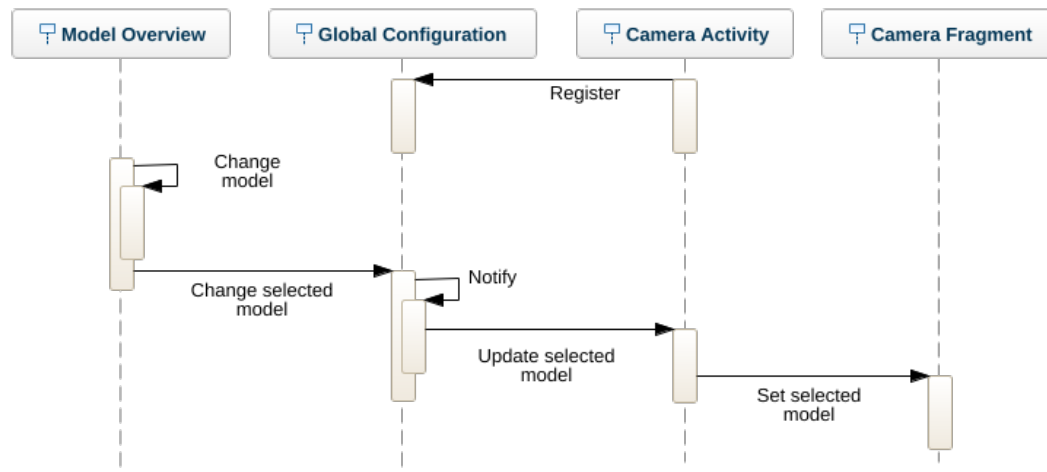 Model Overview
Global Configuration
Camera Activity
Camera Fragment
Register
Change
model
Change selected
model
Notify
Update selected
model
Set selected
model